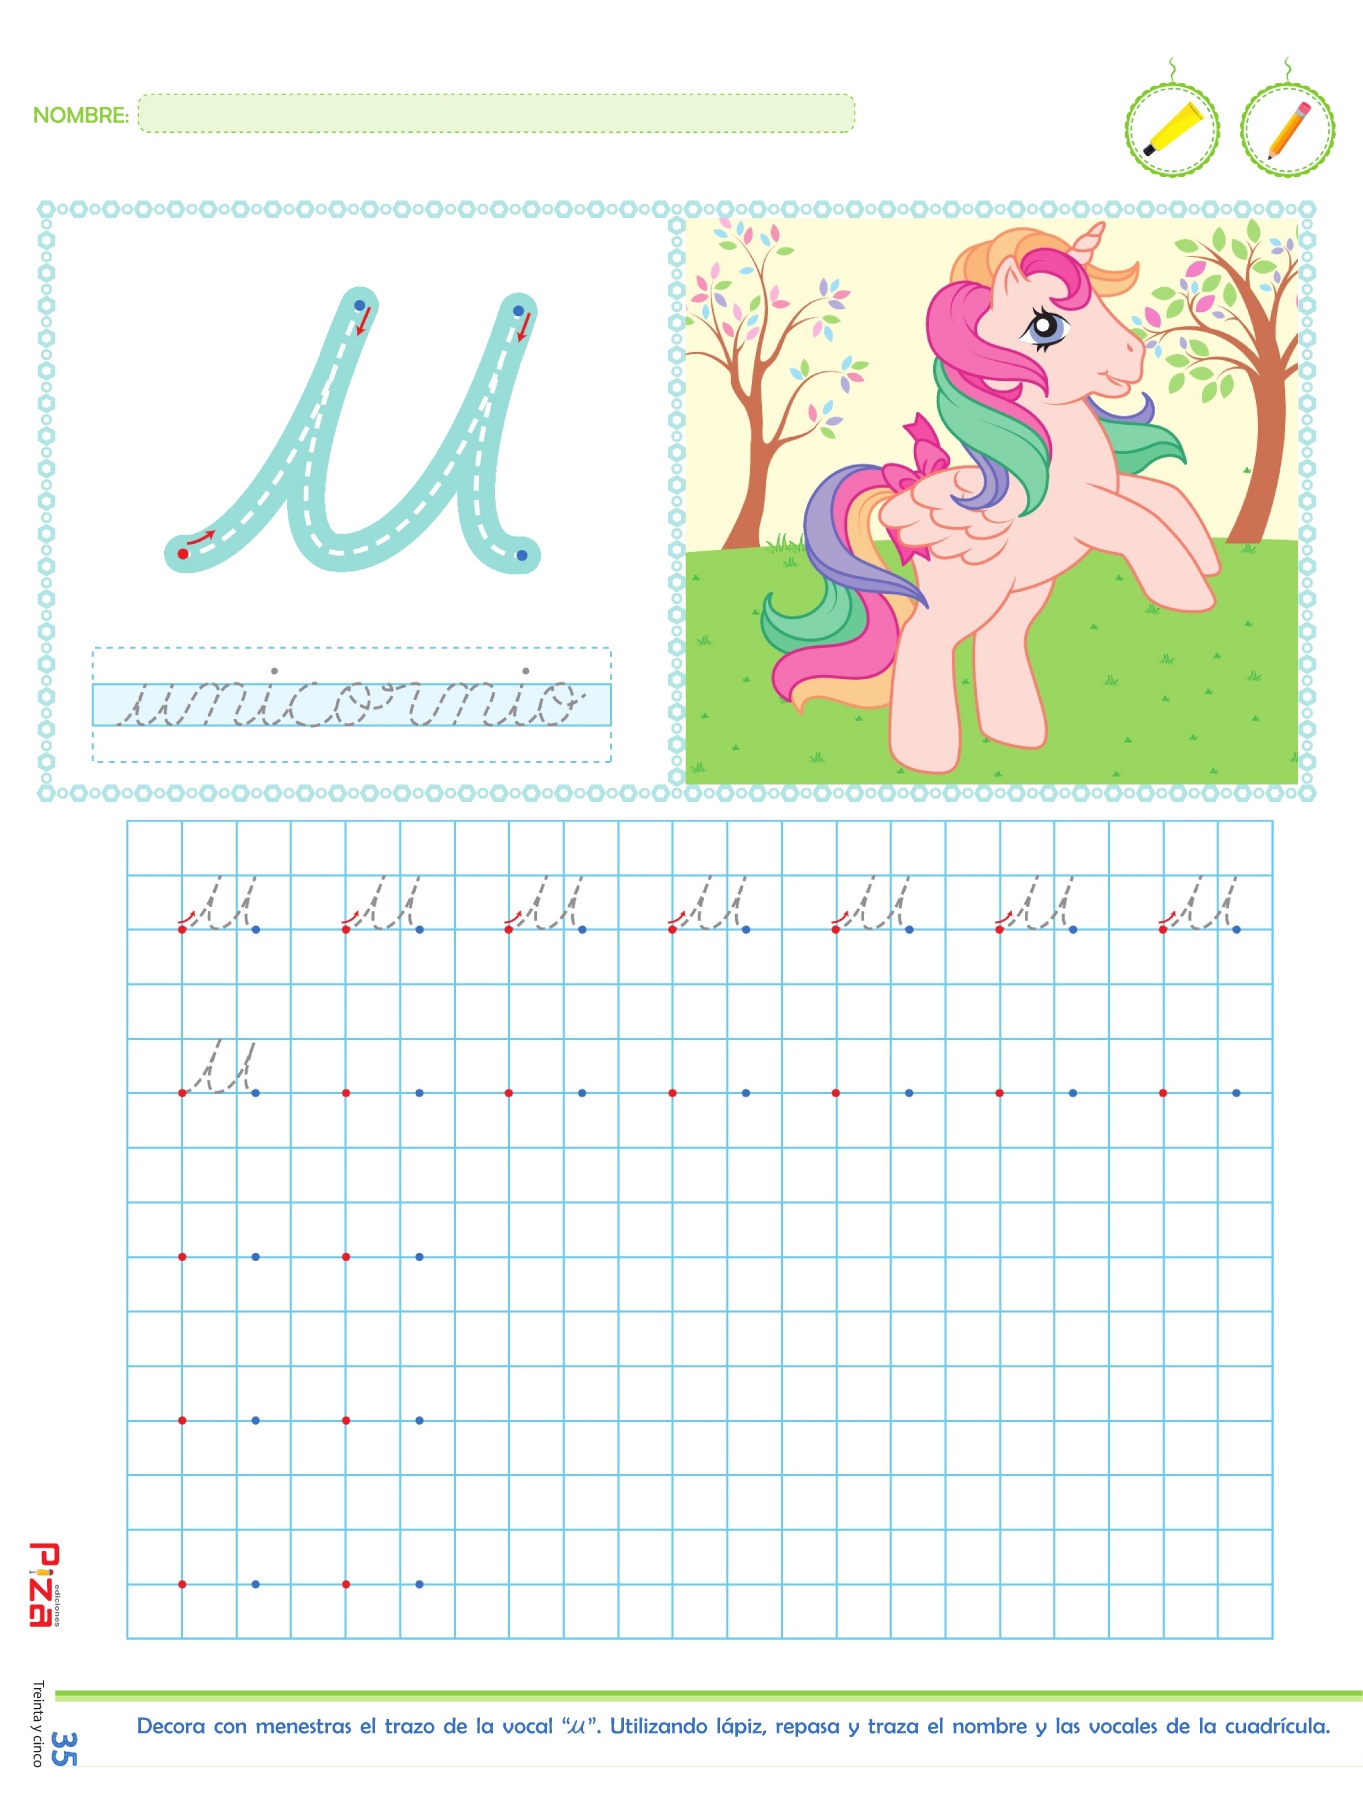 NOMBRE:
u
unicornio
u u u u u u u
u
Piza
ediciones
Treinta y cinco
35
Decora con menestras el trazo de la vocal “u”. Utilizando lápiz, repasa y traza el nombre y las vocales de la cuadrícula.